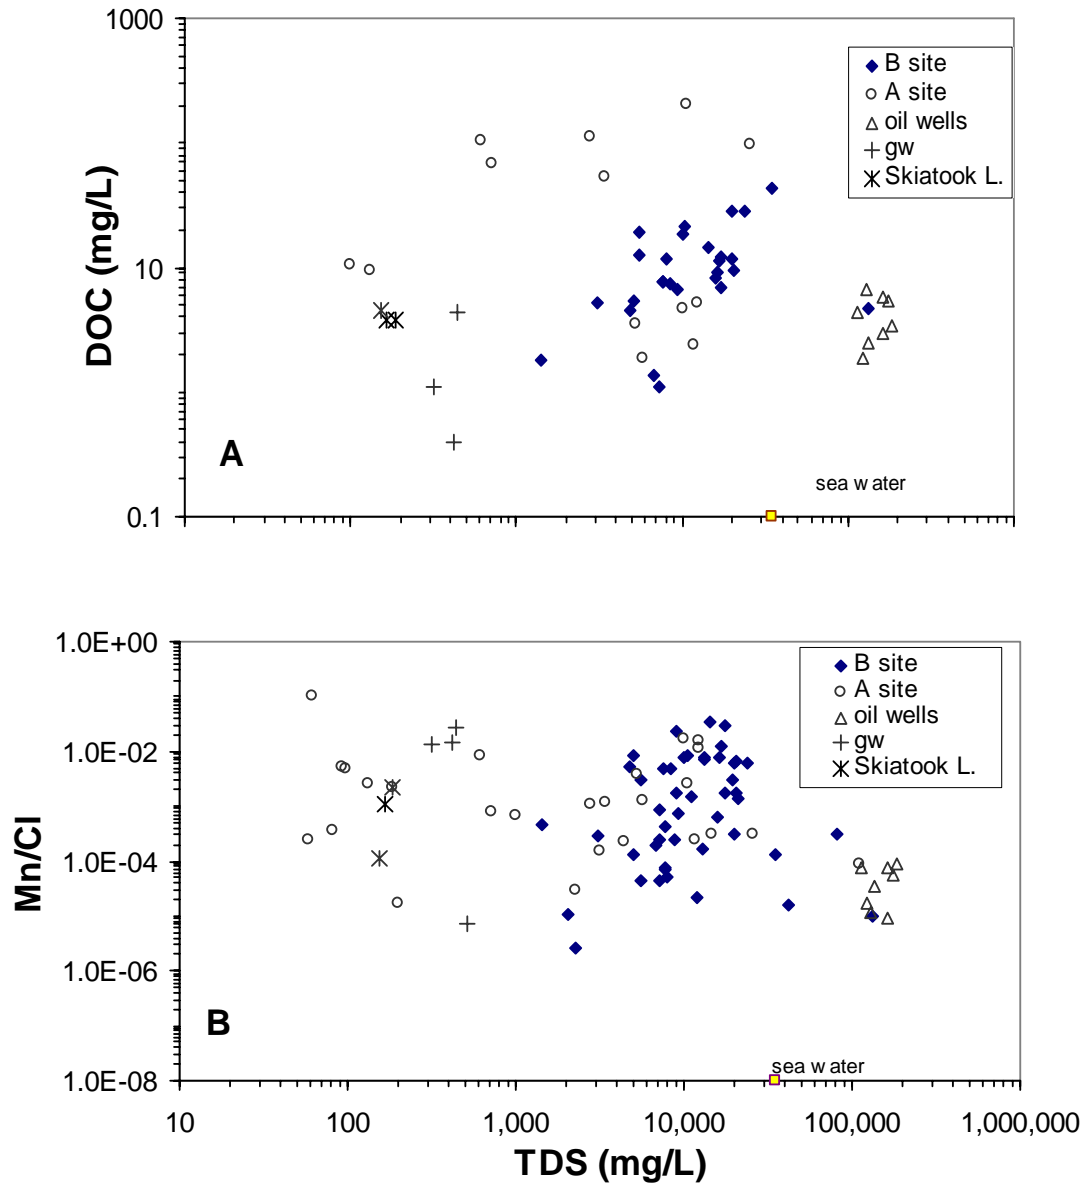 1000
B site
A site
oil wells
gw
Skiatook L.
DOC (mg/L)
10
A
sea water
0.1
1.0E+00
B site
A site
oil wells
gw
Skiatook L.
1.0E-02
Mn/Cl
1.0E-04
1.0E-06
B
sea water
1.0E-08
10 100 1,000 10,000 100,000 1,000,000
TDS (mg/L)